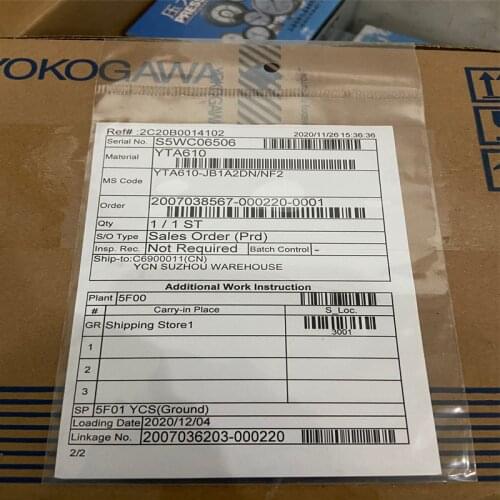 YOKOGAWA
Ref# :2C20B0014102 2020/11/26 15:36:36
Serial No. S5WC06506
Material YTA610
MS Code YTA610-JB1A2DN/NF2
Order 2007038567-000220-0001
Qty 1 / 1 ST
S/O Type Sales Order (Prd)
Insp. Rec. Not Required Batch Control -
Ship-to:C6900011(CN)
YCN SUZHOU WAREHOUSE
Additional Work Instruction
Plant 5F00
# Carry-in Place S_Loc.
GR Shipping Store1 3001
1
2
3
SP 5F01 YCS(Ground)
Loading Date 2020/12/04
Linkage No. 2007036203-000220
2/2